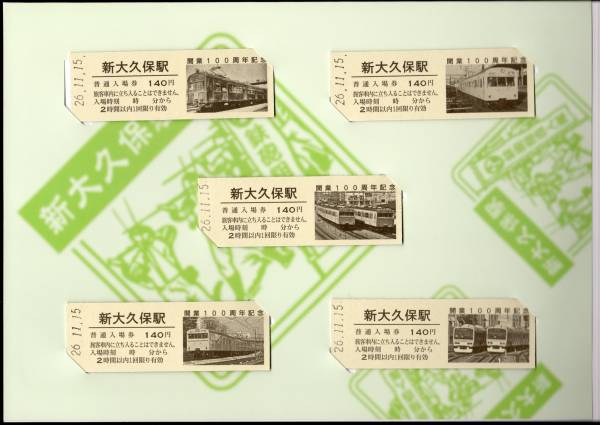 26.11.15
開業100周年記念
新大久保駅
普通入場券 140円
旅客車内に立ち入ることはできません。
入場時刻 時 分から
2時間以内1回限り有効
26.11.15
開業100周年記念
新大久保駅
普通入場券 140円
旅客車内に立ち入ることはできません。
入場時刻 時 分から
2時間以内1回限り有効
26.11.15
開業100周年記念
新大久保駅
普通入場券 140円
旅客車内に立ち入ることはできません。
入場時刻 時 分から
2時間以内1回限り有効
26.11.15
開業100周年記念
新大久保駅
普通入場券 140円
旅客車内に立ち入ることはできません。
入場時刻 時 分から
2時間以内1回限り有効
26.11.15
開業100周年記念
新大久保駅
普通入場券 140円
旅客車内に立ち入ることはできません。
入場時刻 時 分から
2時間以内1回限り有効
新大久保
新大久保
新大久保